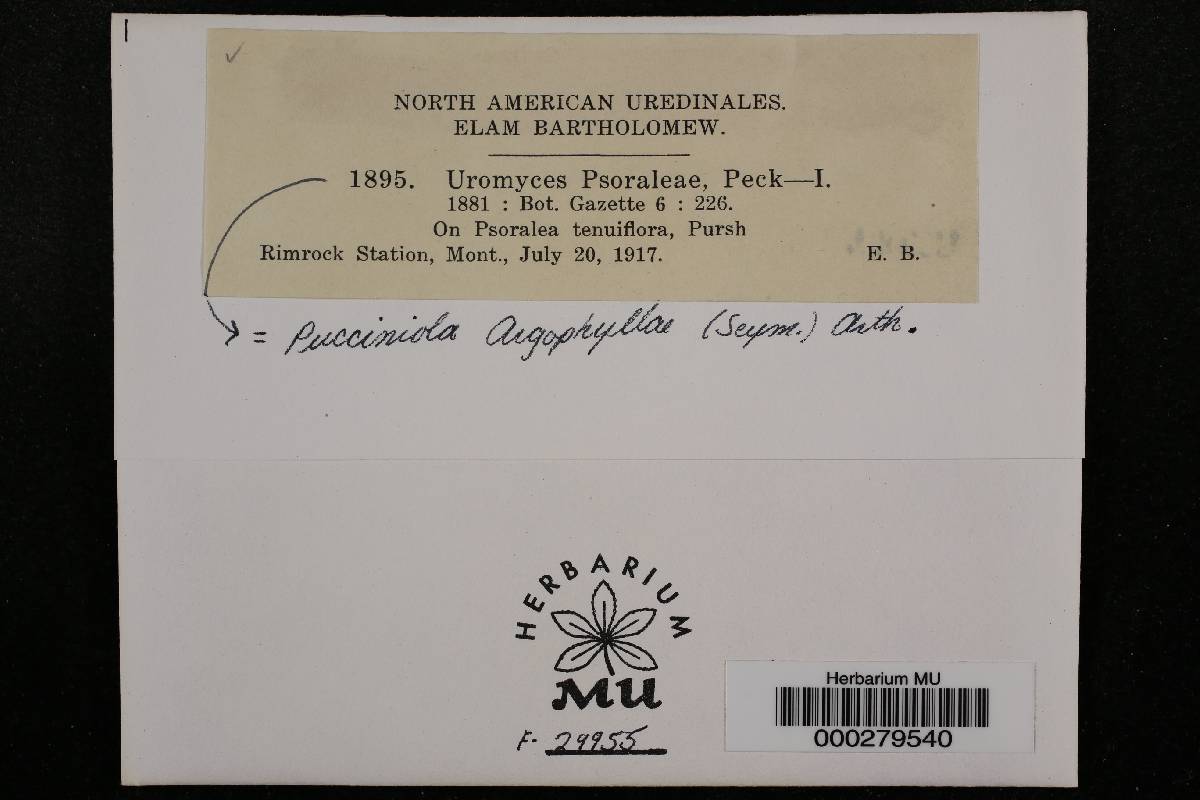 NORTH AMERICAN UREDINALES.
ELAM BARTHOLOMEW.
1895. Uromyces Psoraleae, Peck—I.
1881 : Bot. Gazette 6 : 226.
On Psoralea tenuiflora, Pursh
Rimrock Station, Mont., July 20, 1917. E. B.
= Pucciniola Argophyllae (Seym.) Arth.
HERBARIUM
MU
F- 29955
Herbarium MU
000279540